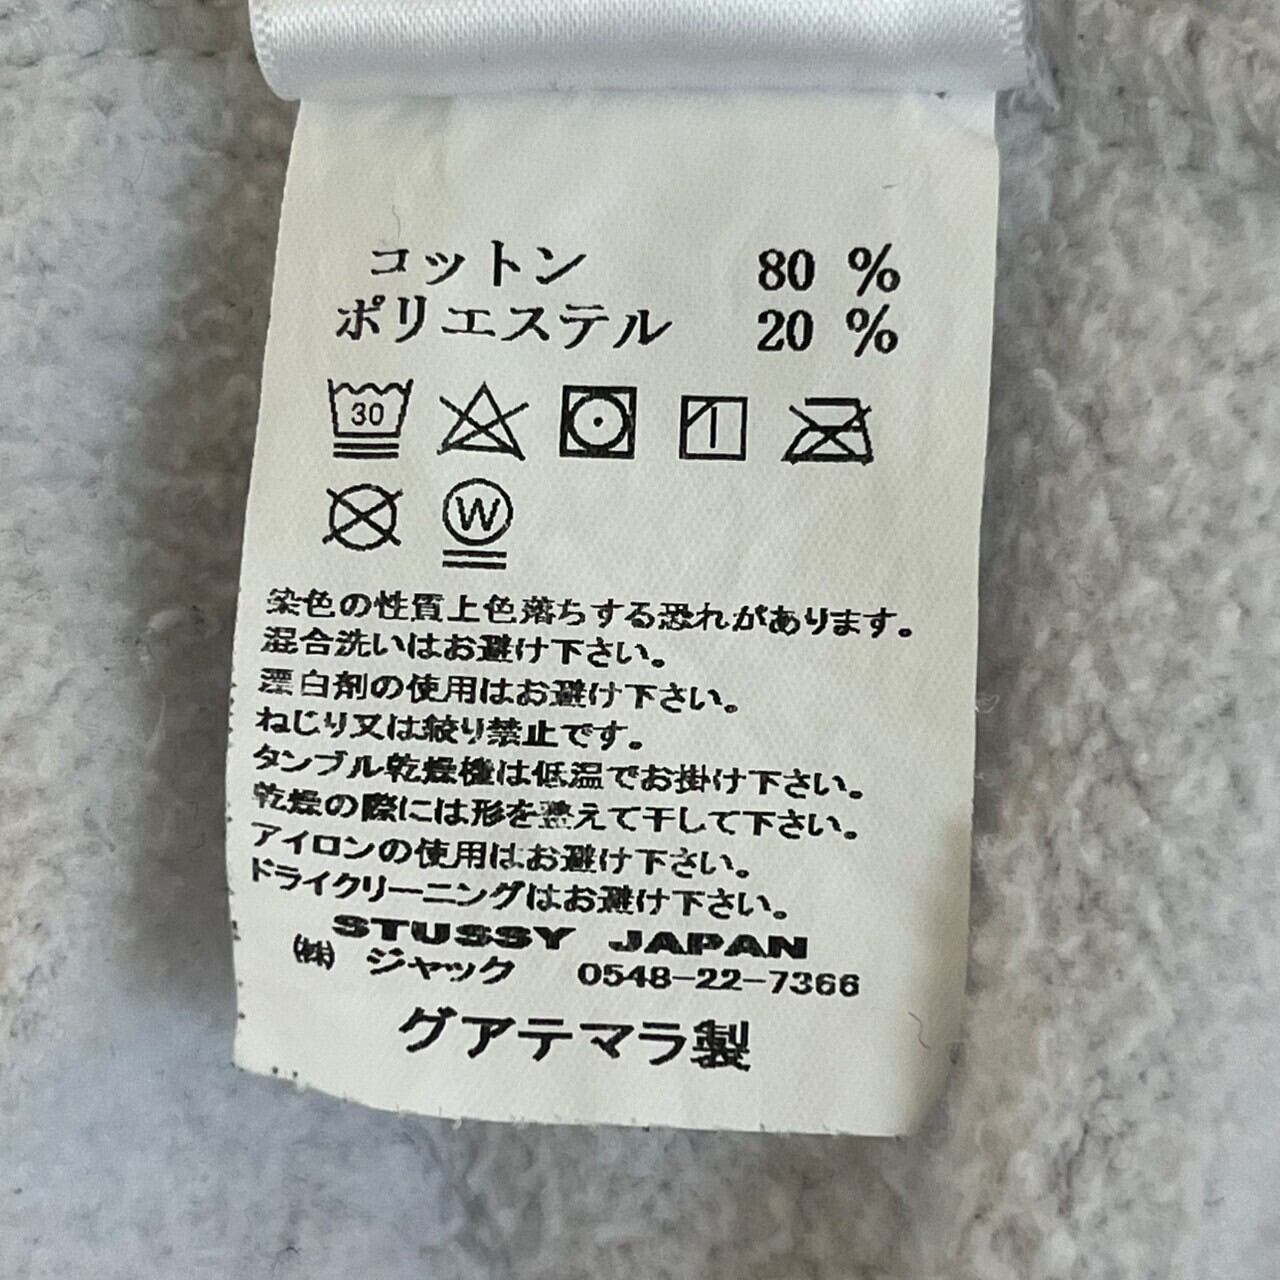 コットン 80 %
ポリエステル 20 %
30
W
染色の性質上色落ちする恐れがあります。
混合洗いはお避け下さい。
漂白剤の使用はお避け下さい。
ねじり又は絞り禁止です。
タンブル乾燥機は低温でお掛け下さい。
乾燥の際には形を整えて干して下さい。
アイロンの使用はお避け下さい。
ドライクリーニングはお避け下さい。
STUSSY JAPAN
㈱ ジャック 0548-22-7366
グアテマラ製